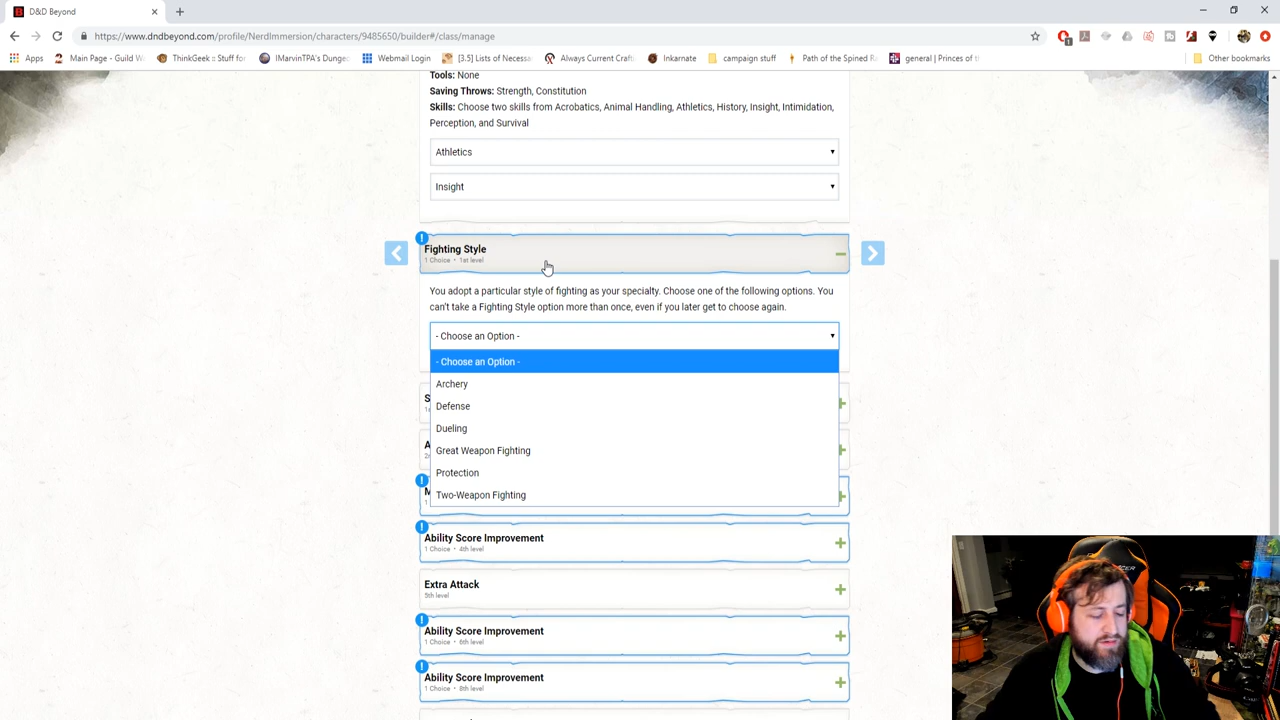 D&D Beyond
https://www.dndbeyond.com/profile/NerdImmersion/characters/9485650/builder#/class/manage
Apps Main Page - Guild W ThinkGeek :: Stuff for IMarvinTPA's Dunge Webmail Login [3.5] Lists of Necessa Always Current Craft Inkarnate campaign stuff Path of the Spined R general | Princes of t Other bookmarks
Tools: None
Saving Throws: Strength, Constitution
Skills: Choose two skills from Acrobatics, Animal Handling, Athletics, History, Insight, Intimidation,
Perception, and Survival
Athletics
Insight
Fighting Style
1 Choice • 1st level
You adopt a particular style of fighting as your specialty. Choose one of the following options. You
can't take a Fighting Style option more than once, even if you later get to choose again.
- Choose an Option -
- Choose an Option -
Archery
Defense
Dueling
Great Weapon Fighting
Protection
Two-Weapon Fighting
Ability Score Improvement
1 Choice • 4th level
Extra Attack
5th level
Ability Score Improvement
1 Choice • 6th level
Ability Score Improvement
1 Choice • 8th level